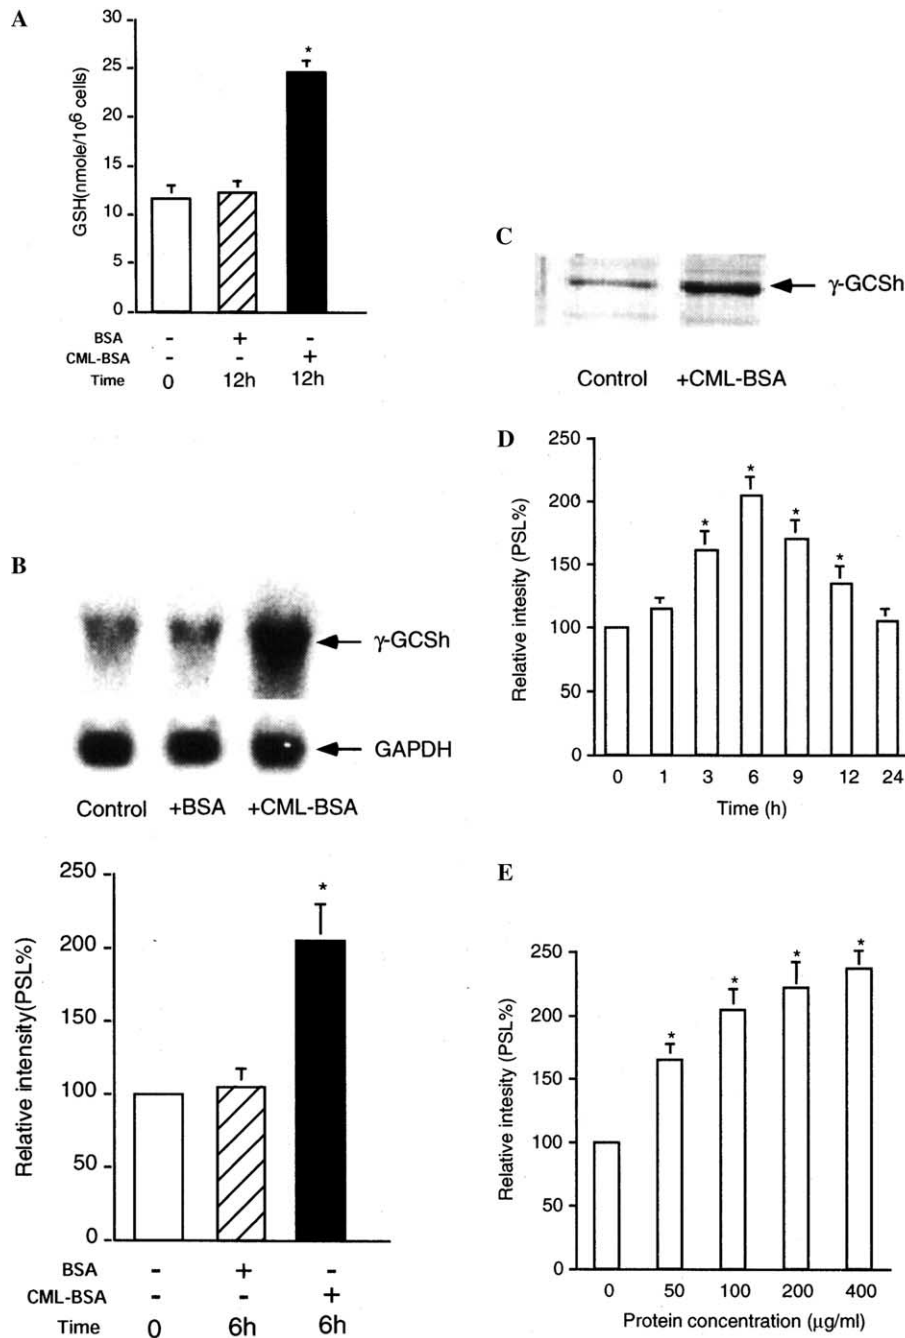 A
GSH(nmole/10⁶ cells)
30
25
20
15
10
5
0
*
BSA - + -
CML-BSA - - +
Time 0 12h 12h
B
γ-GCSh
GAPDH
Control +BSA +CML-BSA
Relative intensity(PSL%)
250
200
150
100
50
0
*
BSA - + -
CML-BSA - - +
Time 0 6h 6h
C
γ-GCSh
Control +CML-BSA
D
Relative intesity (PSL%)
250
200
150
100
50
0
* * * *
0 1 3 6 9 12 24
Time (h)
E
Relative intesity (PSL%)
250
200
150
100
50
0
* * * *
0 50 100 200 400
Protein concentration (μg/ml)